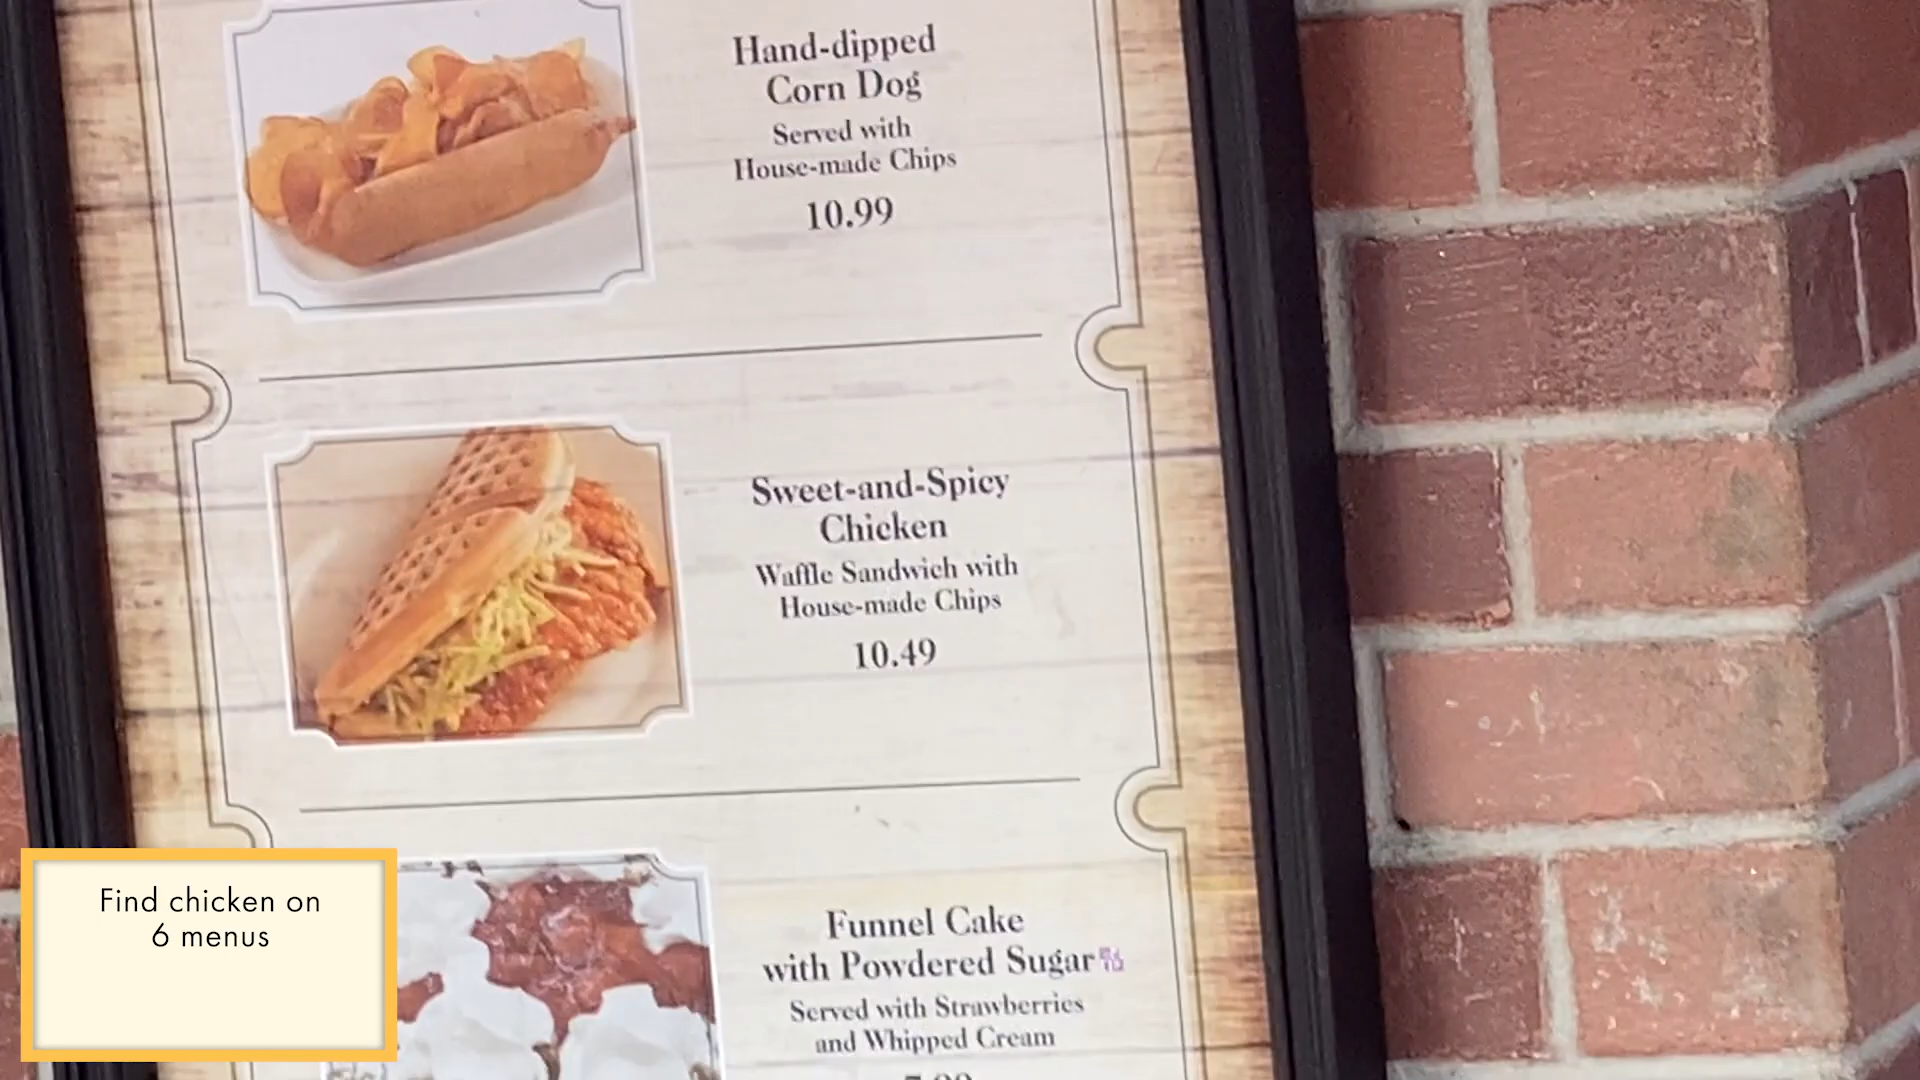 Hand-dipped
Corn Dog
Served with
House-made Chips
10.99
Sweet-and-Spicy
Chicken
Waffle Sandwich with
House-made Chips
10.49
Funnel Cake
with Powdered Sugar
Served with Strawberries
and Whipped Cream
Find chicken on
6 menus